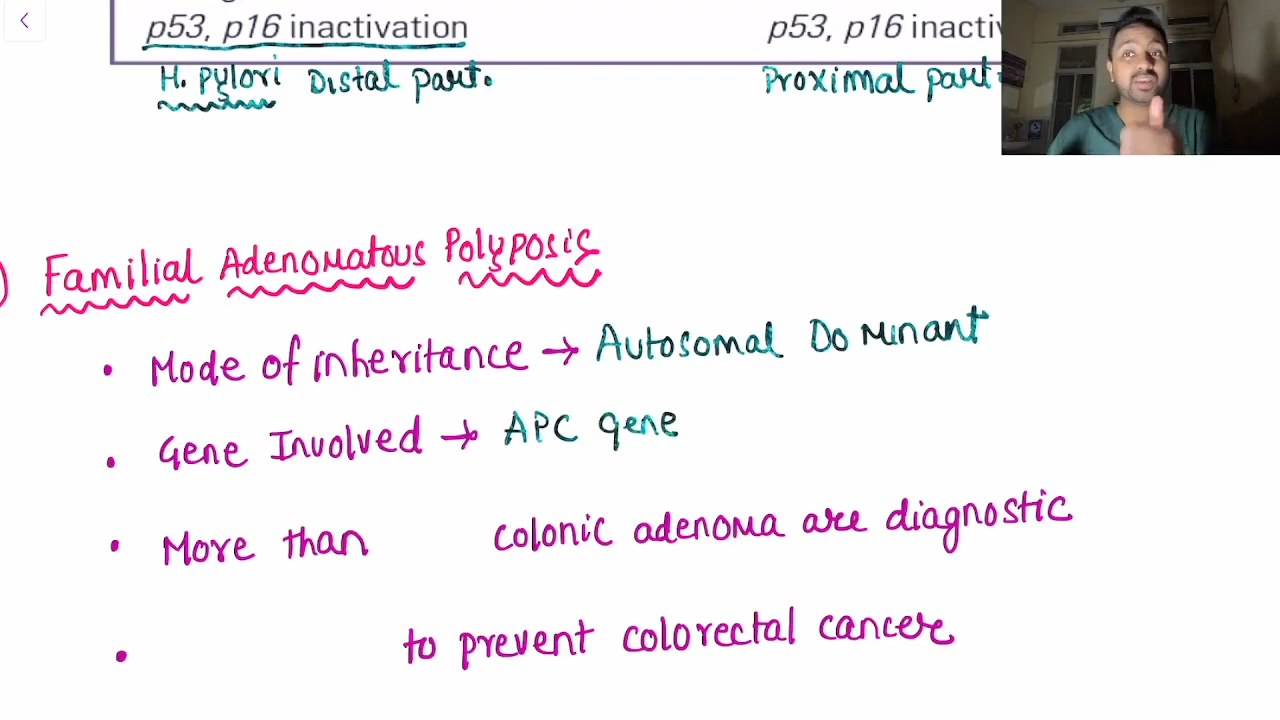 p53, p16 inactivation
p53, p16 inacti
H. pylori Distal part.
Proximal part.
) Familial Adenomatous Polyposis
• Mode of inheritance → Autosomal Dominant
• Gene Involved → APC gene
• More than colonic adenoma are diagnostic
• to prevent colorectal cancer